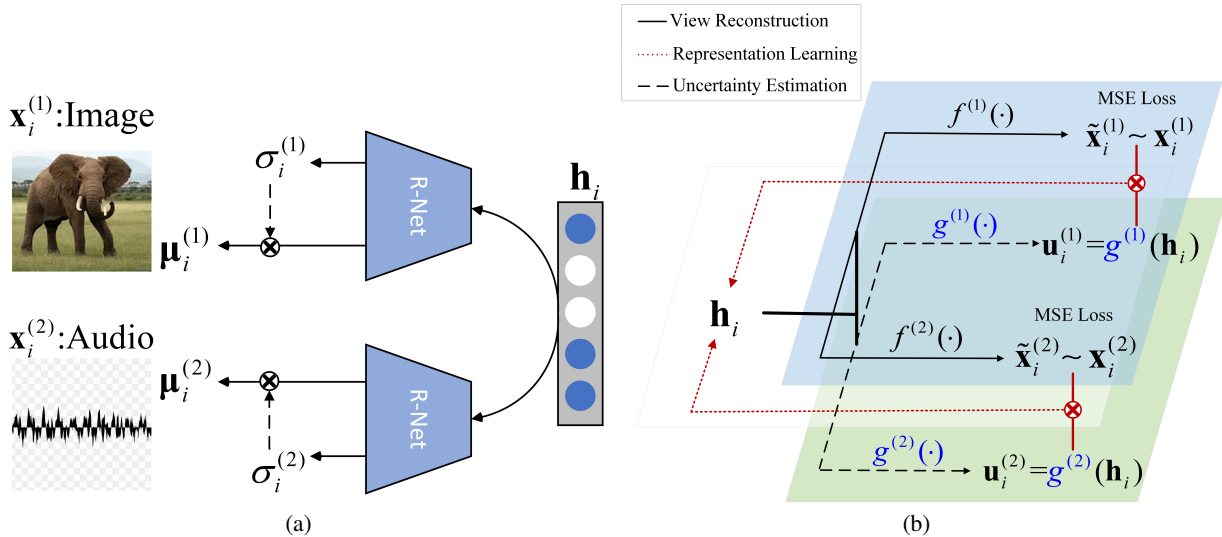 View Reconstruction
Representation Learning
Uncertainty Estimation
x_i^(1):Image
σ_i^(1)
μ_i^(1)
R-Net
h_i
x_i^(2):Audio
μ_i^(2)
σ_i^(2)
R-Net
(a)
MSE Loss
f^(1)(·)
x̃_i^(1) ~ x_i^(1)
g^(1)(·)
u_i^(1)=g^(1)(h_i)
h_i
MSE Loss
f^(2)(·)
x̃_i^(2) ~ x_i^(2)
g^(2)(·)
u_i^(2)=g^(2)(h_i)
(b)